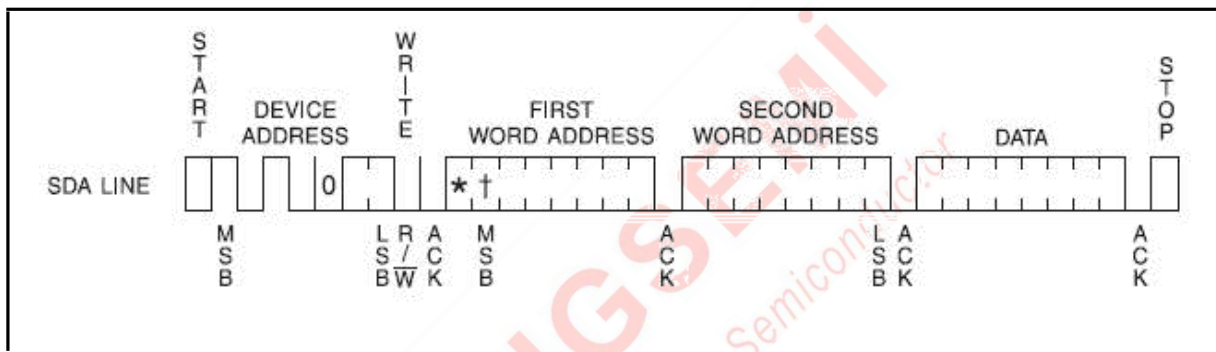 START
WRITE
STOP
DEVICE
ADDRESS
FIRST
WORD ADDRESS
SECOND
WORD ADDRESS
DATA
SDA LINE
0
* †
MSB
LSB
R/W
ACK
MSB
ACK
LSB
ACK
ACK
GSEMI
Semiconductor